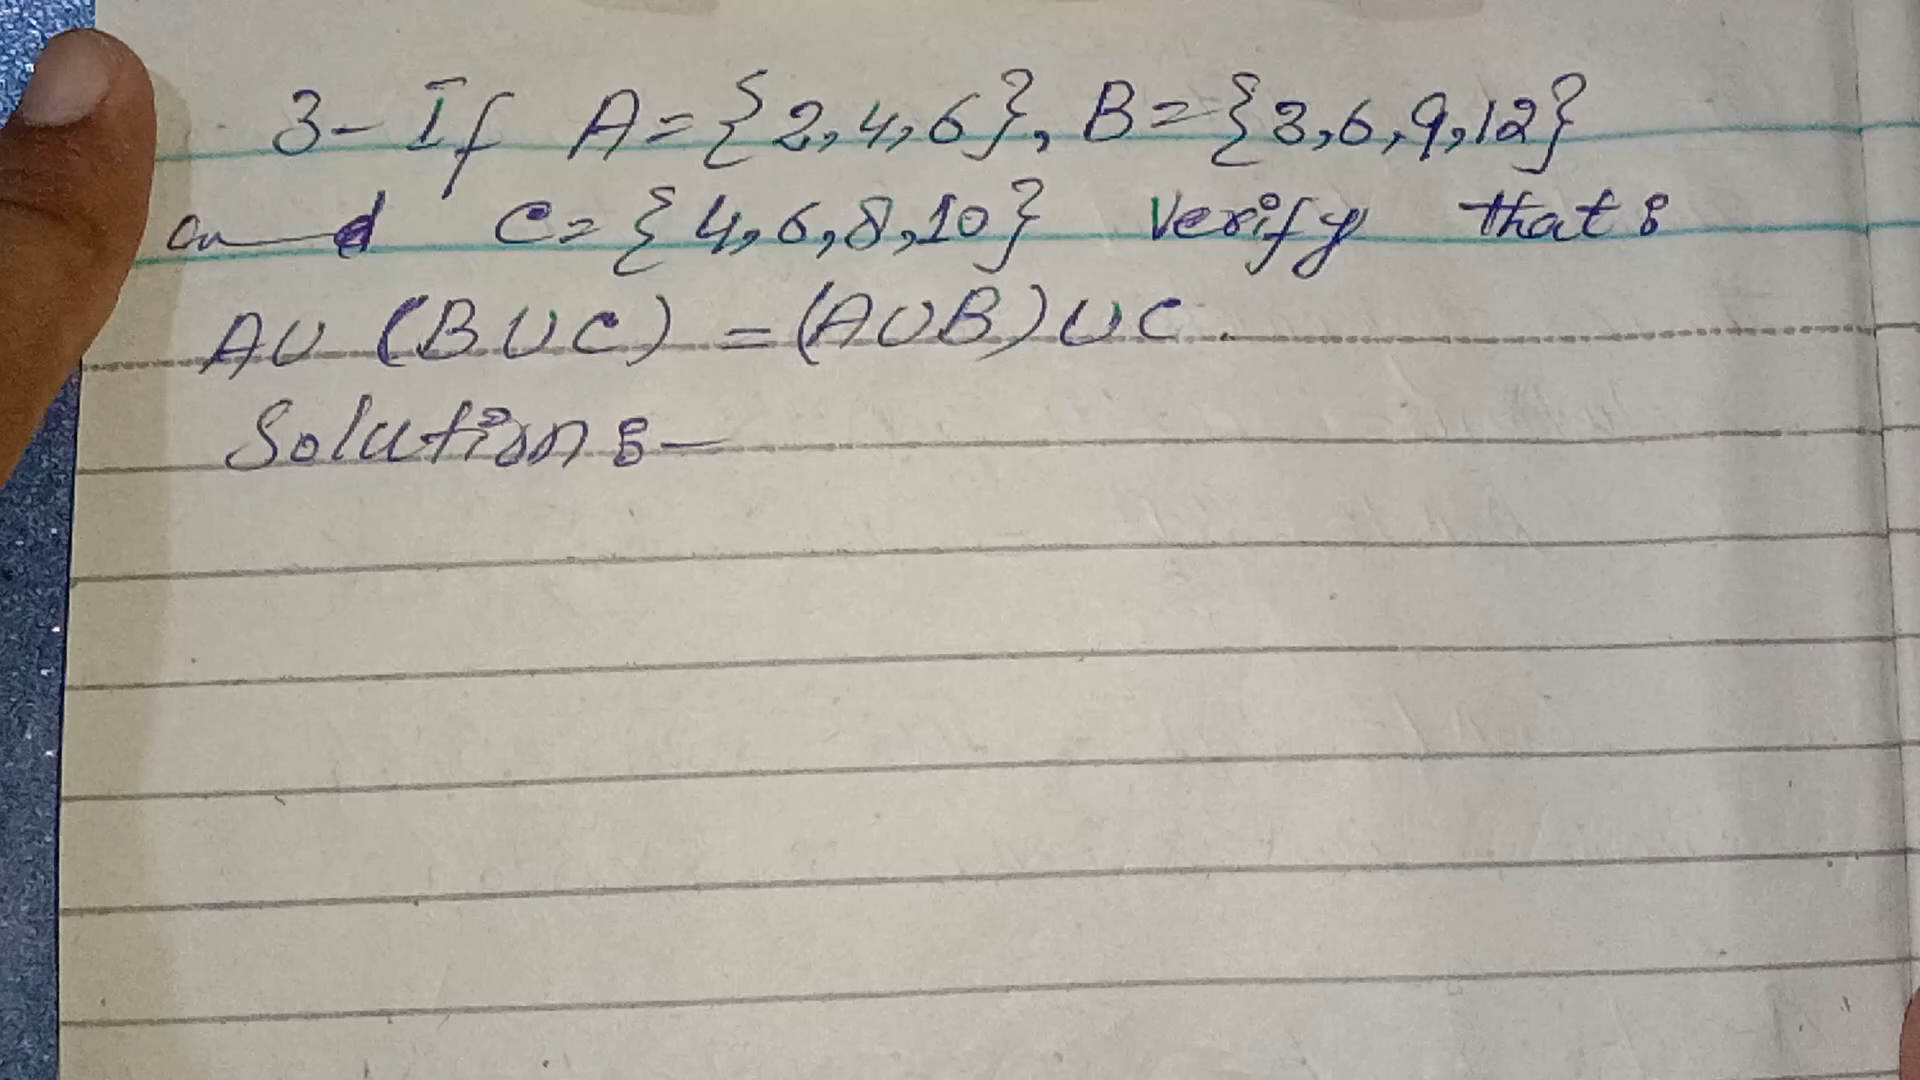 3- If A={2,4,6}, B={3,6,9,12}
and C={4,6,8,10} Verify that:
A∪ (B∪C) =(A∪B)∪C.
Solution:-